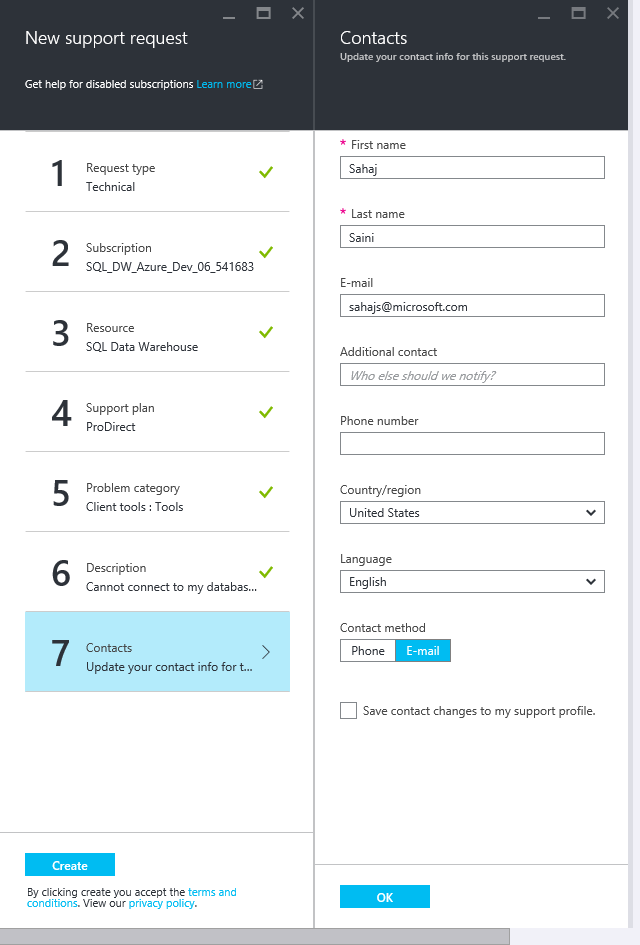 New support request
Get help for disabled subscriptions Learn more
1
Request type
Technical
2
Subscription
SQL_DW_Azure_Dev_06_541683
3
Resource
SQL Data Warehouse
4
Support plan
ProDirect
5
Problem category
Client tools : Tools
6
Description
Cannot connect to my databas...
7
Contacts
Update your contact info for t...
Create
By clicking create you accept the terms and
conditions. View our privacy policy.
Contacts
Update your contact info for this support request.
* First name
Sahaj
* Last name
Saini
E-mail
sahajs@microsoft.com
Additional contact
Who else should we notify?
Phone number
Country/region
United States
Language
English
Contact method
Phone E-mail
Save contact changes to my support profile.
OK